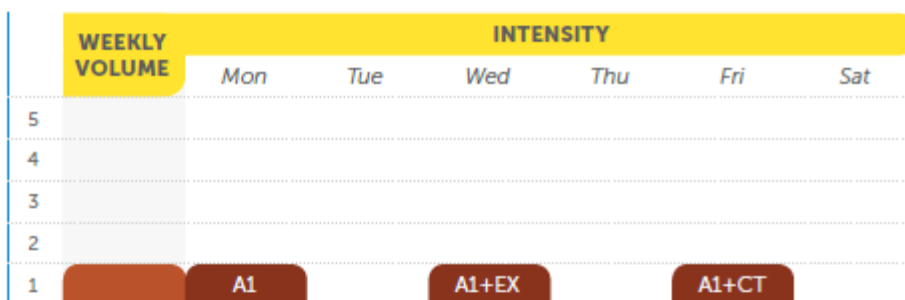 WEEKLY VOLUME
INTENSITY
Mon Tue Wed Thu Fri Sat
5
4
3
2
1 A1 A1+EX A1+CT